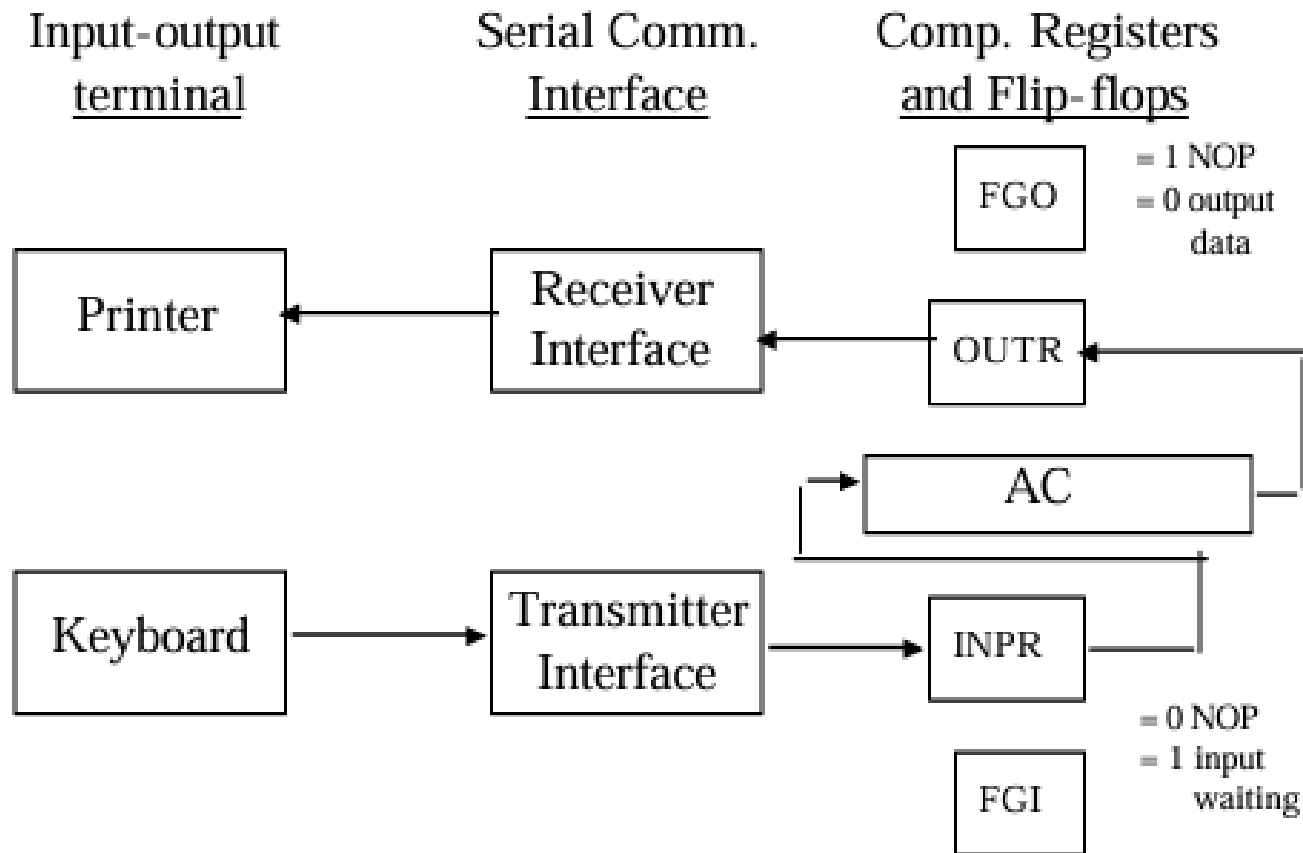 Input-output
terminal
Serial Comm.
Interface
Comp. Registers
and Flip-flops
FGO
= 1 NOP
= 0 output
data
Printer
Receiver
Interface
OUTR
AC
Keyboard
Transmitter
Interface
INPR
= 0 NOP
= 1 input
waiting
FGI